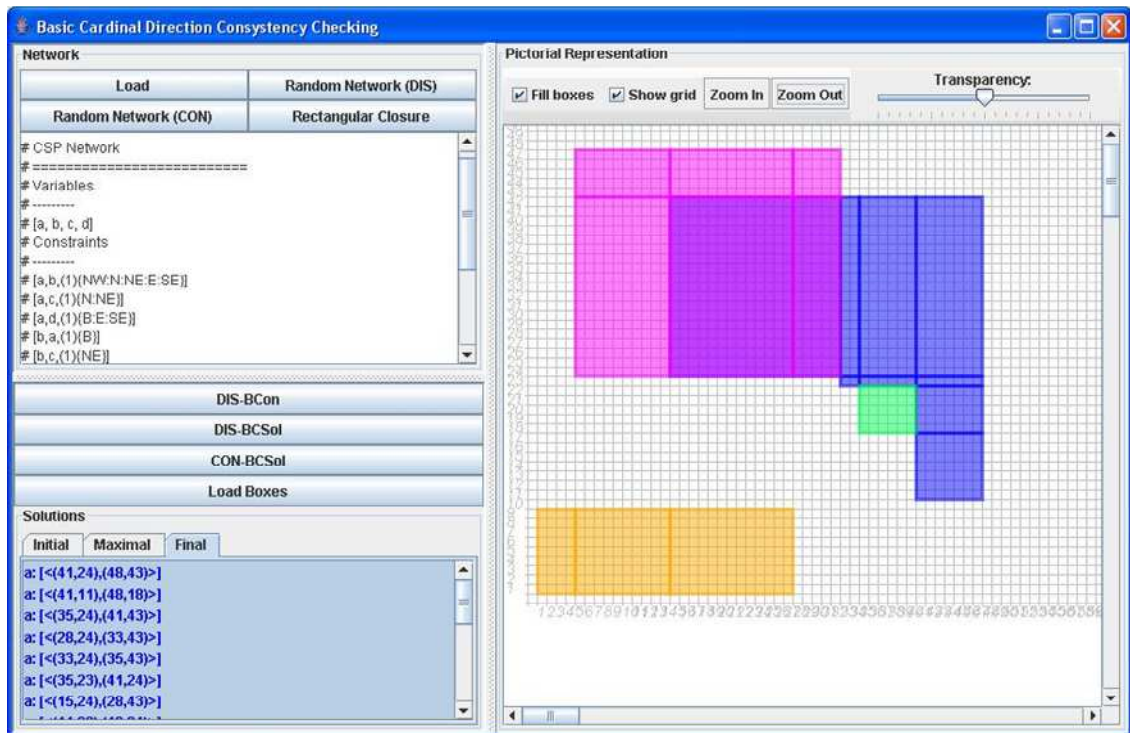 Basic Cardinal Direction Consystency Checking
Network
Load
Random Network (DIS)
Random Network (CON)
Rectangular Closure
# CSP Network
# ==========================
# Variables
# ---------
# [a, b, c, d]
# Constraints
# ---------
# [a,b,(1){NW:N:NE:E:SE}]
# [a,c,(1){N:NE}]
# [a,d,(1){B:E:SE}]
# [b,a,(1){B}]
# [b,c,(1){NE}]
DIS-BCon
DIS-BCSol
CON-BCSol
Load Boxes
Solutions
Initial Maximal Final
a: [<(41,24),(48,43)>]
a: [<(41,11),(48,18)>]
a: [<(35,24),(41,43)>]
a: [<(28,24),(33,43)>]
a: [<(33,24),(35,43)>]
a: [<(35,23),(41,24)>]
a: [<(15,24),(28,43)>]
Pictorial Representation
Fill boxes Show grid Zoom In Zoom Out
Transparency: